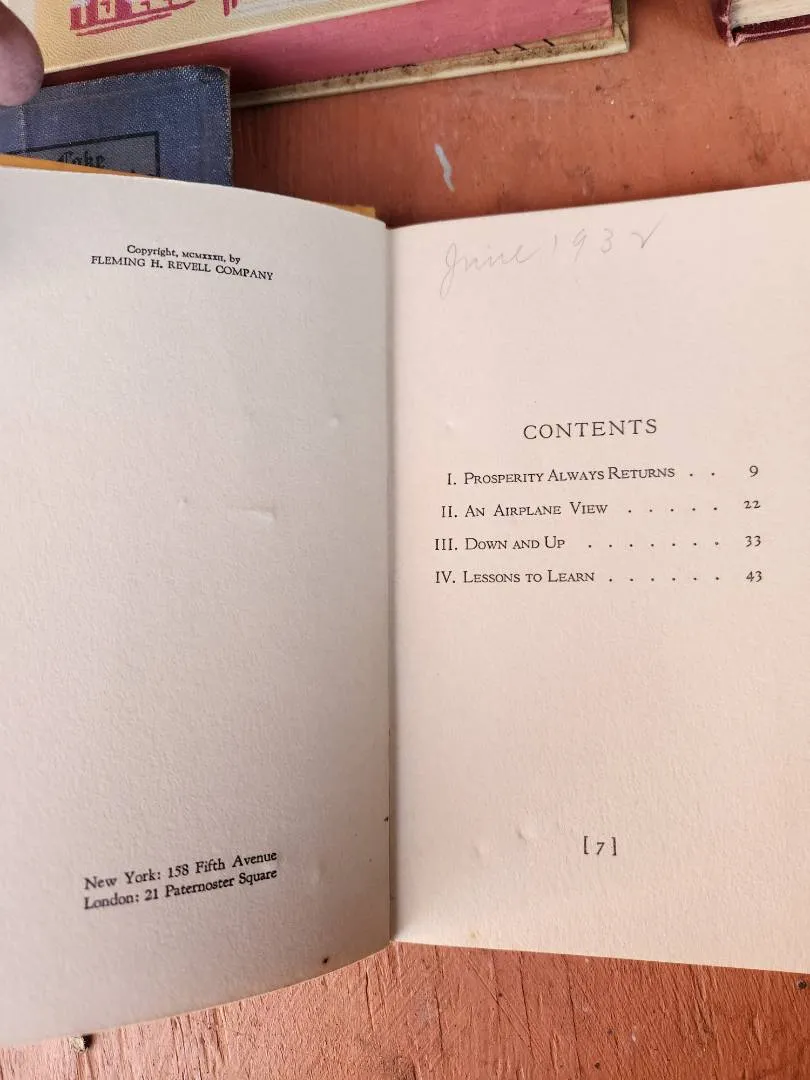 Cake
Copyright, MCMXXXII, by
FLEMING H. REVELL COMPANY
New York: 158 Fifth Avenue
London: 21 Paternoster Square
June 1932
CONTENTS
I. PROSPERITY ALWAYS RETURNS . . 9
II. AN AIRPLANE VIEW . . . . . 22
III. DOWN AND UP . . . . . . . 33
IV. LESSONS TO LEARN . . . . . . 43
[7]